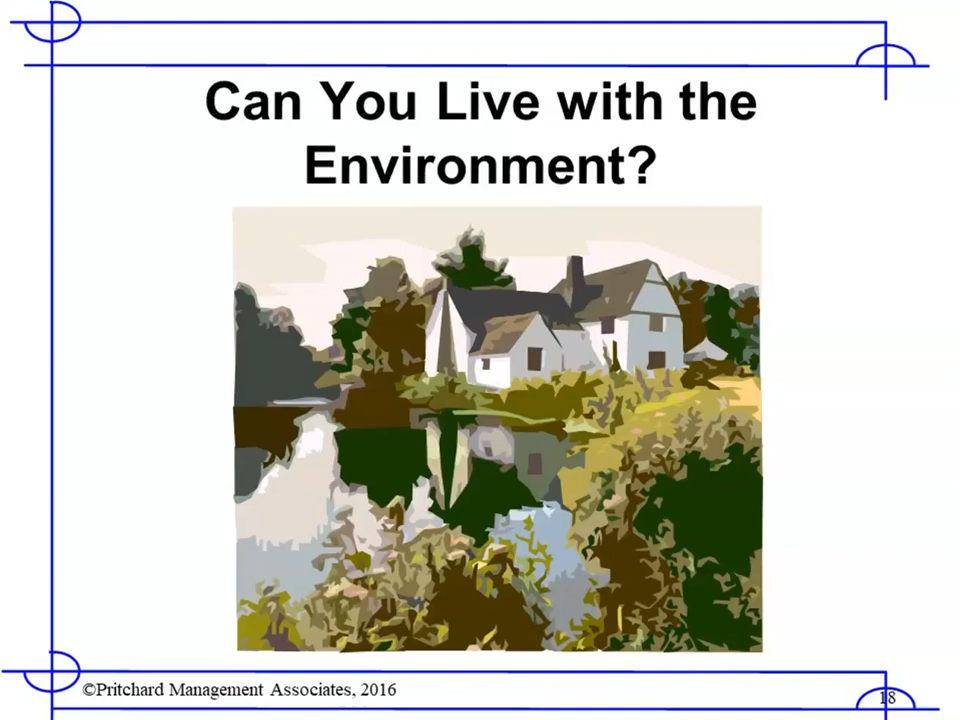 Can You Live with the
Environment?
©Pritchard Management Associates, 2016
18